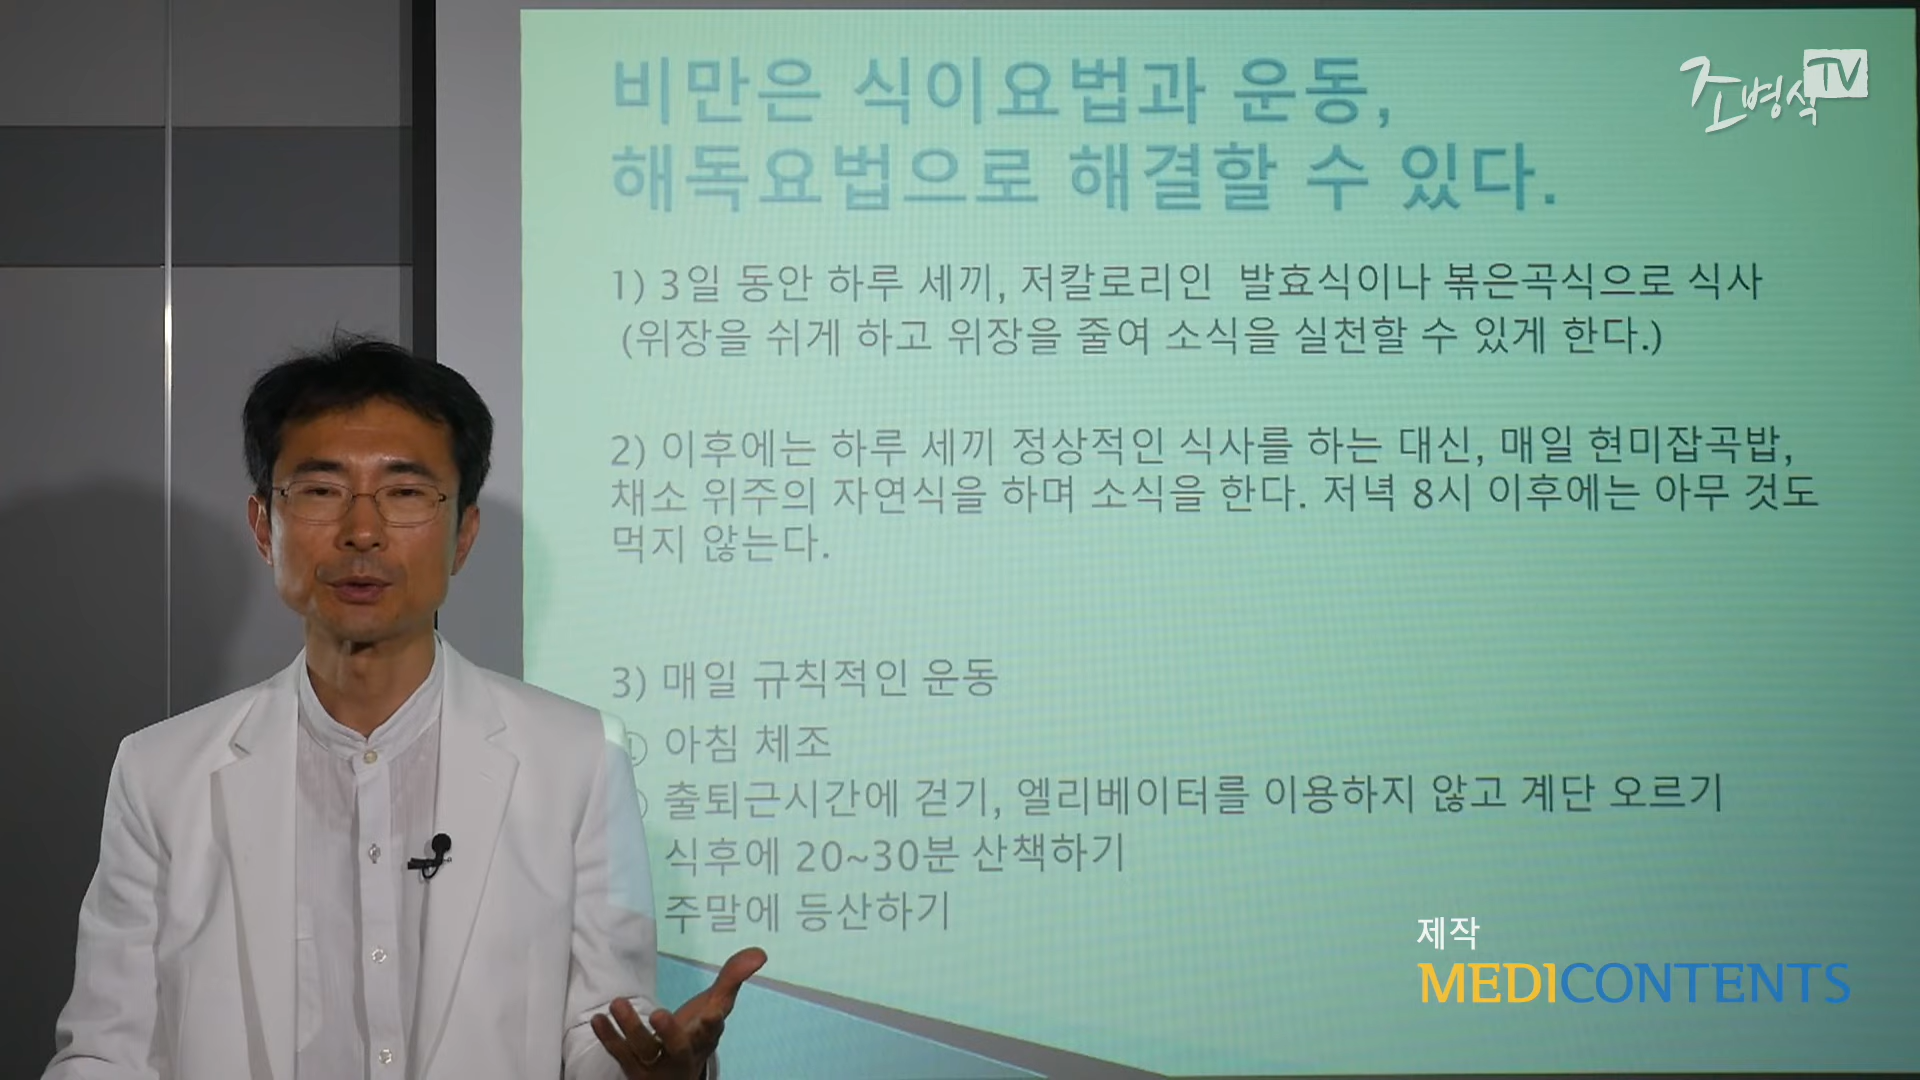 조병식TV
비만은 식이요법과 운동,
해독요법으로 해결할 수 있다.
1) 3일 동안 하루 세끼, 저칼로리인 발효식이나 볶은곡식으로 식사
(위장을 쉬게 하고 위장을 줄여 소식을 실천할 수 있게 한다.)
2) 이후에는 하루 세끼 정상적인 식사를 하는 대신, 매일 현미잡곡밥,
채소 위주의 자연식을 하며 소식을 한다. 저녁 8시 이후에는 아무 것도
먹지 않는다.
3) 매일 규칙적인 운동
① 아침 체조
출퇴근시간에 걷기, 엘리베이터를 이용하지 않고 계단 오르기
식후에 20~30분 산책하기
주말에 등산하기
제작
MEDICONTENTS